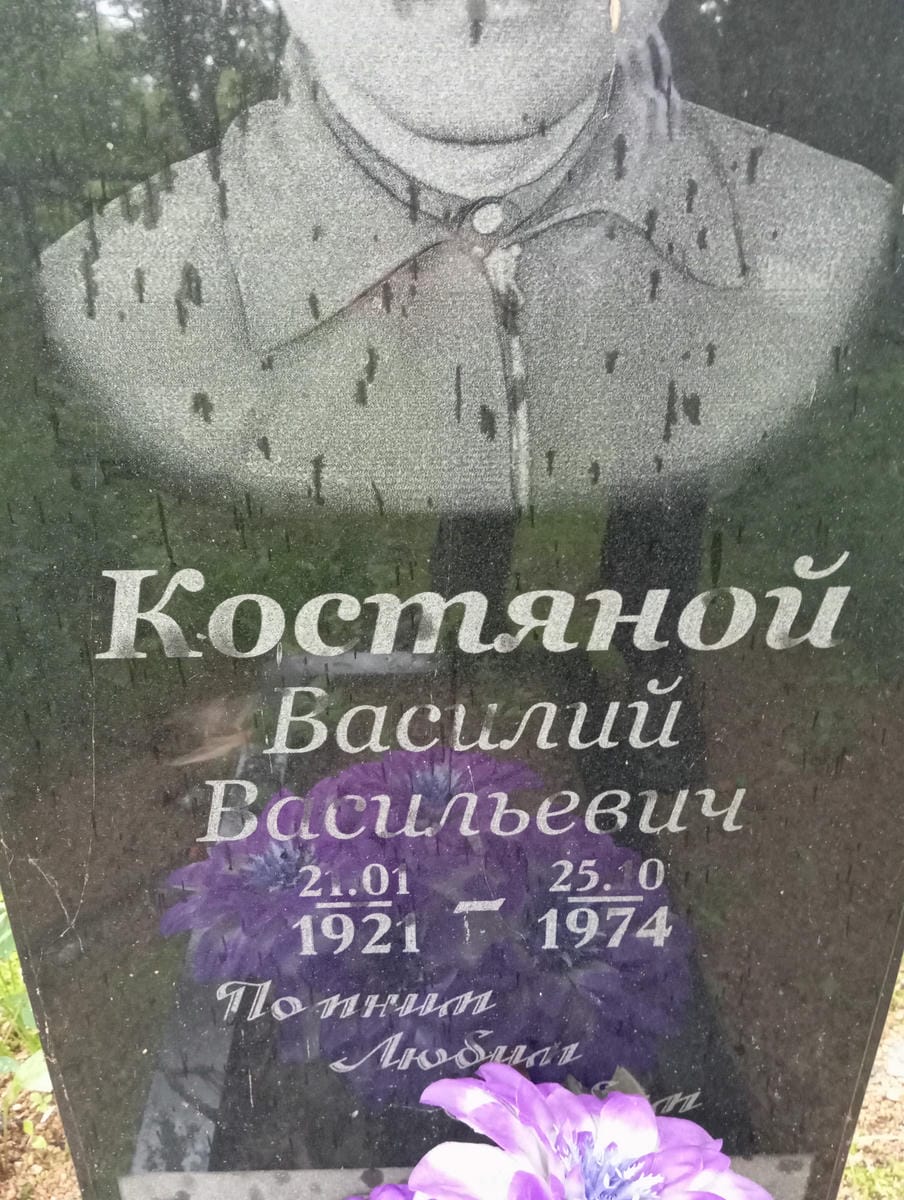 Костяной
Василий
Васильевич
21.01 25.10
1921 – 1974
Помним
Любим